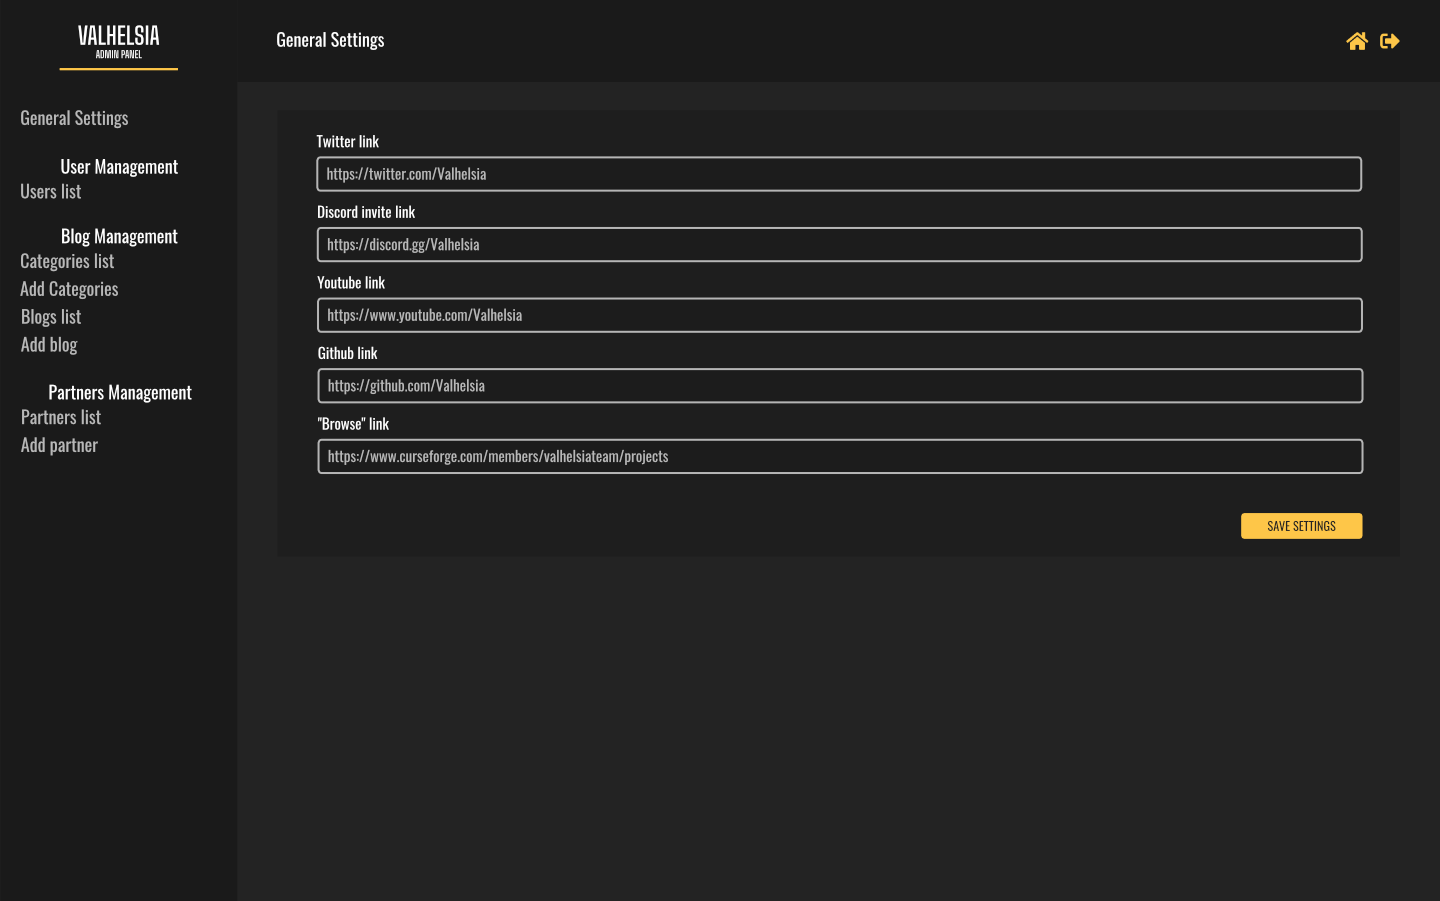 VALHELSIA
ADMIN PANEL
General Settings
General Settings
User Management
Users list
Blog Management
Categories list
Add Categories
Blogs list
Add blog
Partners Management
Partners list
Add partner
Twitter link
https://twitter.com/Valhelsia
Discord invite link
https://discord.gg/Valhelsia
Youtube link
https://www.youtube.com/Valhelsia
Github link
https://github.com/Valhelsia
"Browse" link
https://www.curseforge.com/members/valhelsiateam/projects
SAVE SETTINGS